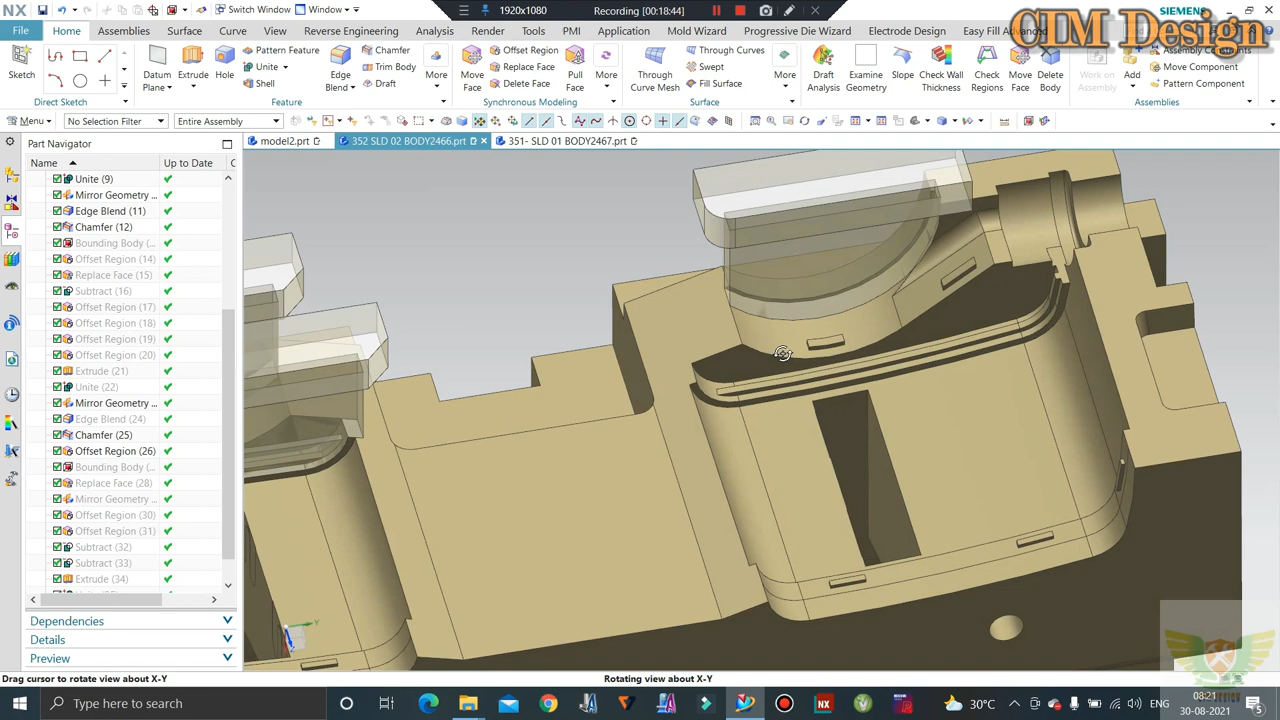 NX
Switch Window
Window
1920x1080
Recording [00:18:44]
SIEMENS
CIM Design
File
Home
Assemblies
Surface
Curve
View
Reverse Engineering
Analysis
Render
Tools
PMI
Application
Mold Wizard
Progressive Die Wizard
Electrode Design
Easy Fill Advanced
Sketch
Direct Sketch
Datum Plane
Extrude
Hole
Pattern Feature
Unite
Shell
Edge Blend
Chamfer
Trim Body
Draft
More
Feature
Move Face
Offset Region
Replace Face
Delete Face
Pull Face
More
Synchronous Modeling
Through Curve Mesh
Through Curves
Swept
Fill Surface
More
Surface
Draft Analysis
Examine Geometry
Slope
Check Wall Thickness
Check Regions
Move Face
Delete Body
Work on Assembly
Add
Assembly Constraints
Move Component
Pattern Component
Assemblies
Menu
No Selection Filter
Entire Assembly
Part Navigator
model2.prt
352 SLD 02 BODY2466.prt
351- SLD 01 BODY2467.prt
Name
Up to Date
C
Unite (9)
Mirror Geometry ...
Edge Blend (11)
Chamfer (12)
Bounding Body (...
Offset Region (14)
Replace Face (15)
Subtract (16)
Offset Region (17)
Offset Region (18)
Offset Region (19)
Offset Region (20)
Extrude (21)
Unite (22)
Mirror Geometry ...
Edge Blend (24)
Chamfer (25)
Offset Region (26)
Bounding Body (...
Replace Face (28)
Mirror Geometry ...
Offset Region (30)
Offset Region (31)
Subtract (32)
Subtract (33)
Extrude (34)
Dependencies
Details
Preview
Y
Drag cursor to rotate view about X-Y
Rotating view about X-Y
Type here to search
30°C
ENG
08:21
30-08-2021
5